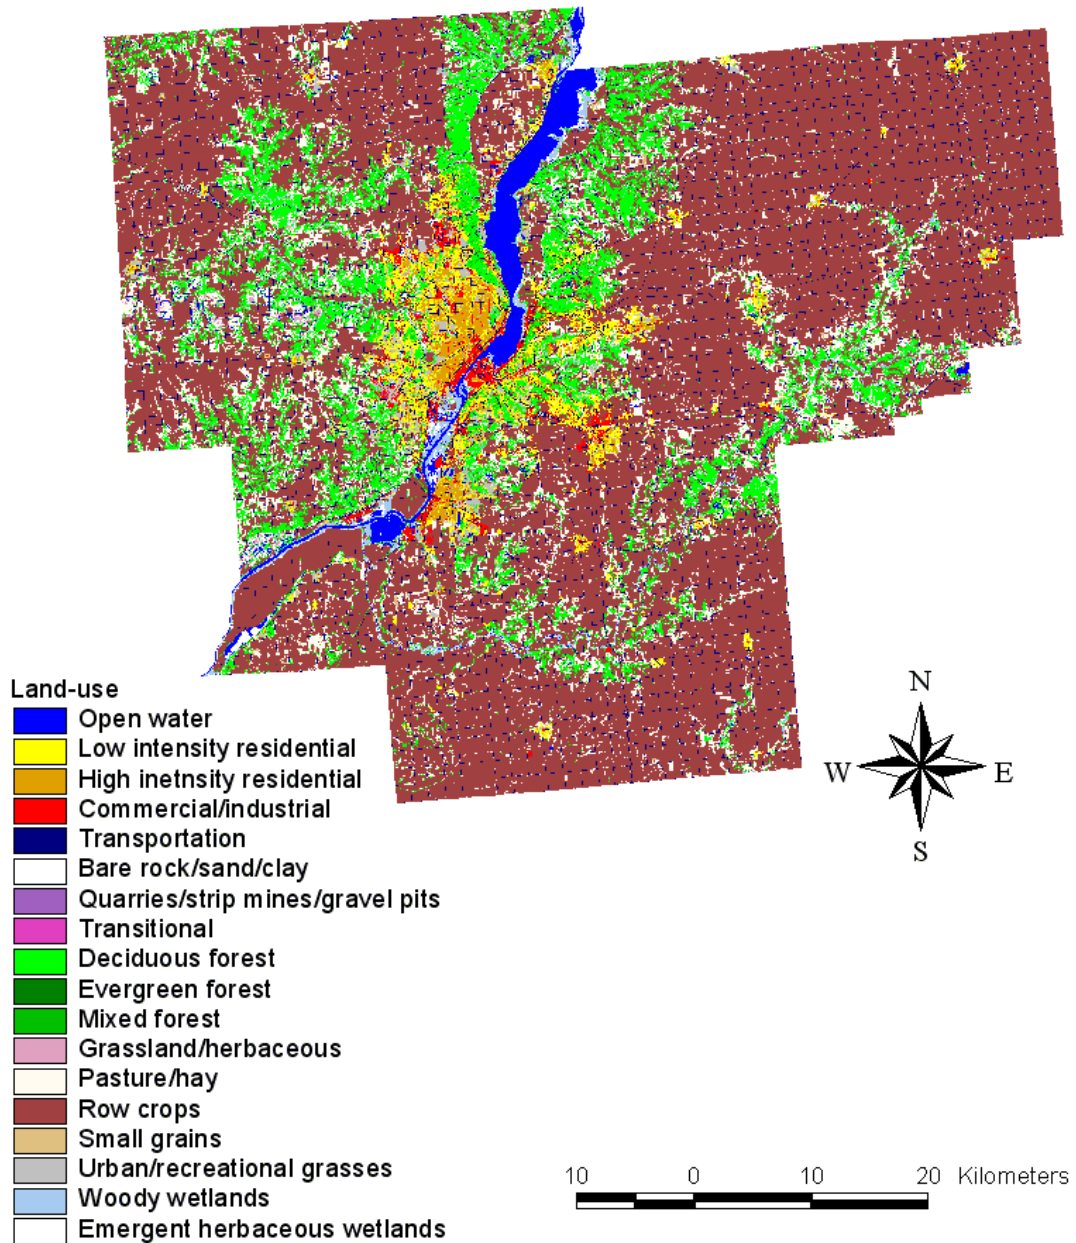 Land-use
Open water
Low intensity residential
High inetnsity residential
Commercial/industrial
Transportation
Bare rock/sand/clay
Quarries/strip mines/gravel pits
Transitional
Deciduous forest
Evergreen forest
Mixed forest
Grassland/herbaceous
Pasture/hay
Row crops
Small grains
Urban/recreational grasses
Woody wetlands
Emergent herbaceous wetlands
N
W E
S
10 0 10 20 Kilometers